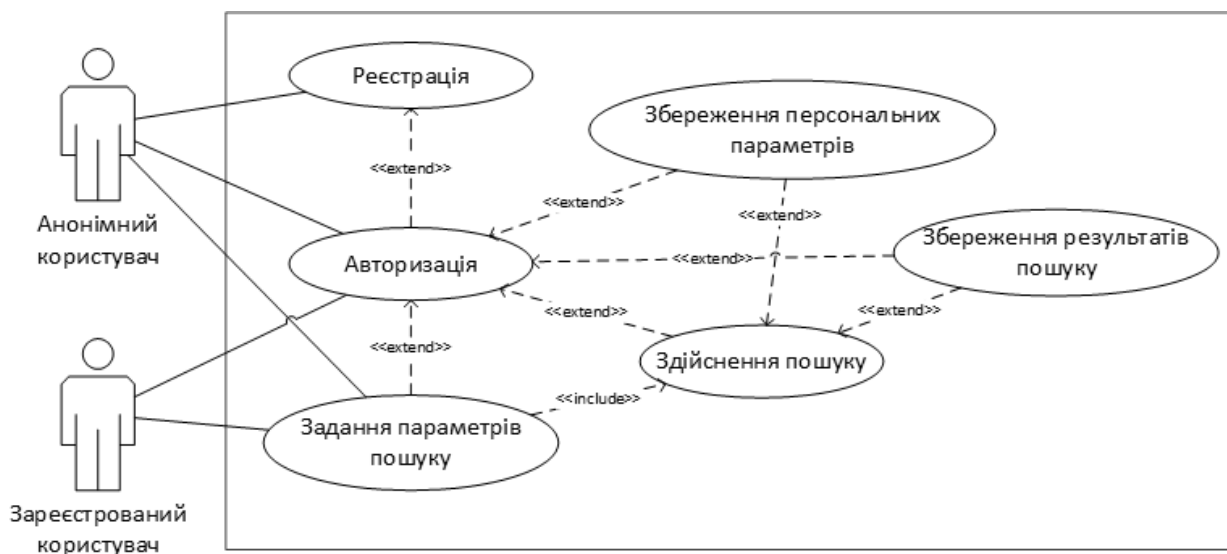 Реєстрація
<<extend>>
Збереження персональних
параметрів
Анонімний
користувач
<<extend>>
<<extend>>
Авторизація
<<extend>>
Збереження результатів
пошуку
<<extend>>
<<extend>>
<<extend>>
Здійснення пошуку
<<include>>
Задання параметрів
пошуку
Зареєстрований
користувач